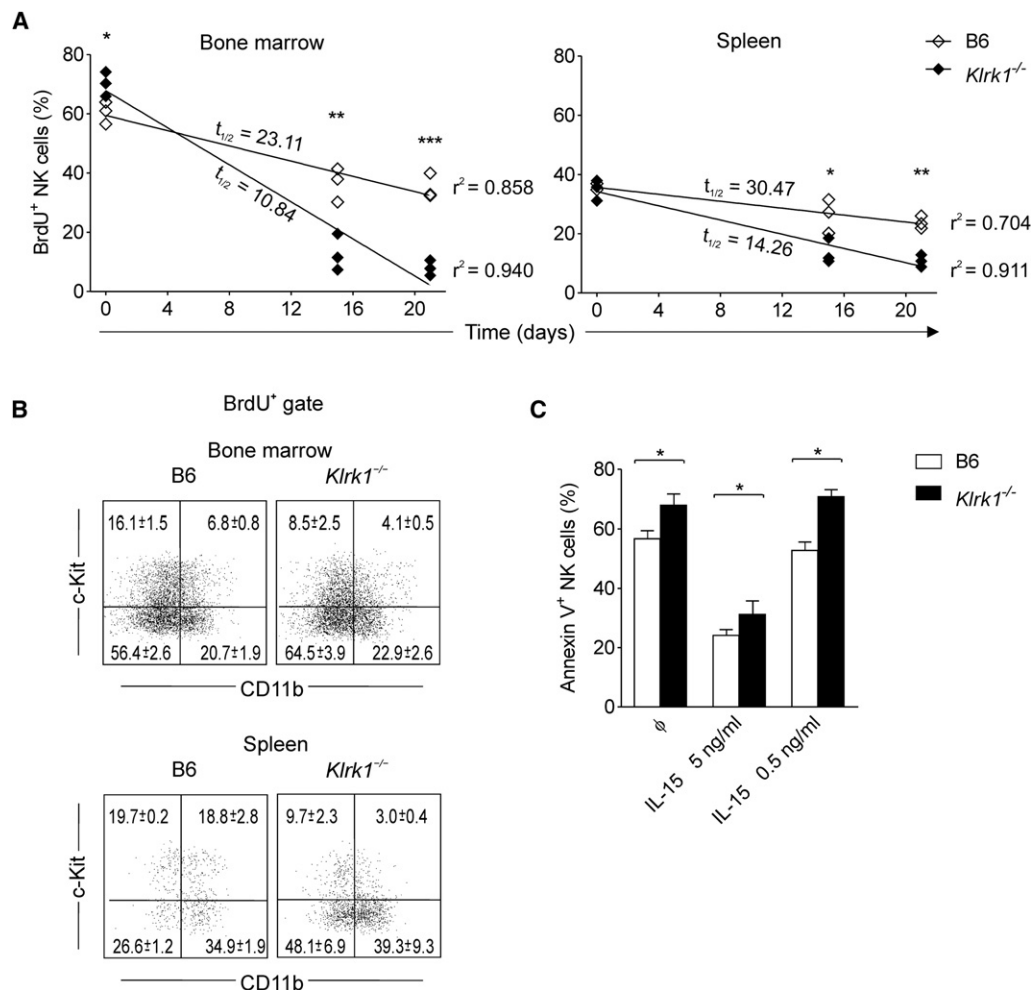 A
Bone marrow
Spleen
B6
Klrk1⁻/⁻
BrdU⁺ NK cells (%)
80
60
40
20
0
*
**
***
t1/2 = 23.11
t1/2 = 10.84
r² = 0.858
r² = 0.940
0 4 8 12 16 20
80
60
40
20
0
*
**
t1/2 = 30.47
t1/2 = 14.26
r² = 0.704
r² = 0.911
0 4 8 12 16 20
Time (days)
B
BrdU⁺ gate
Bone marrow
B6 Klrk1⁻/⁻
c-Kit
16.1±1.5 6.8±0.8 8.5±2.5 4.1±0.5
56.4±2.6 20.7±1.9 64.5±3.9 22.9±2.6
CD11b
Spleen
B6 Klrk1⁻/⁻
c-Kit
19.7±0.2 18.8±2.8 9.7±2.3 3.0±0.4
26.6±1.2 34.9±1.9 48.1±6.9 39.3±9.3
CD11b
C
B6
Klrk1⁻/⁻
Annexin V⁺ NK cells (%)
80
60
40
20
0
* * *
ϕ
IL-15 5 ng/ml
IL-15 0.5 ng/ml